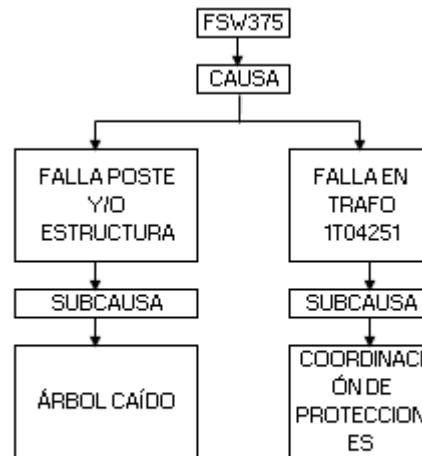 FSW375
CAUSA
FALLA POSTE
Y/O
ESTRUCTURA
FALLA EN
TRAFO
1T04251
SUBCAUSA
SUBCAUSA
ÁRBOL CAÍDO
COORDINACI
ÓN DE
PROTECCION
ES